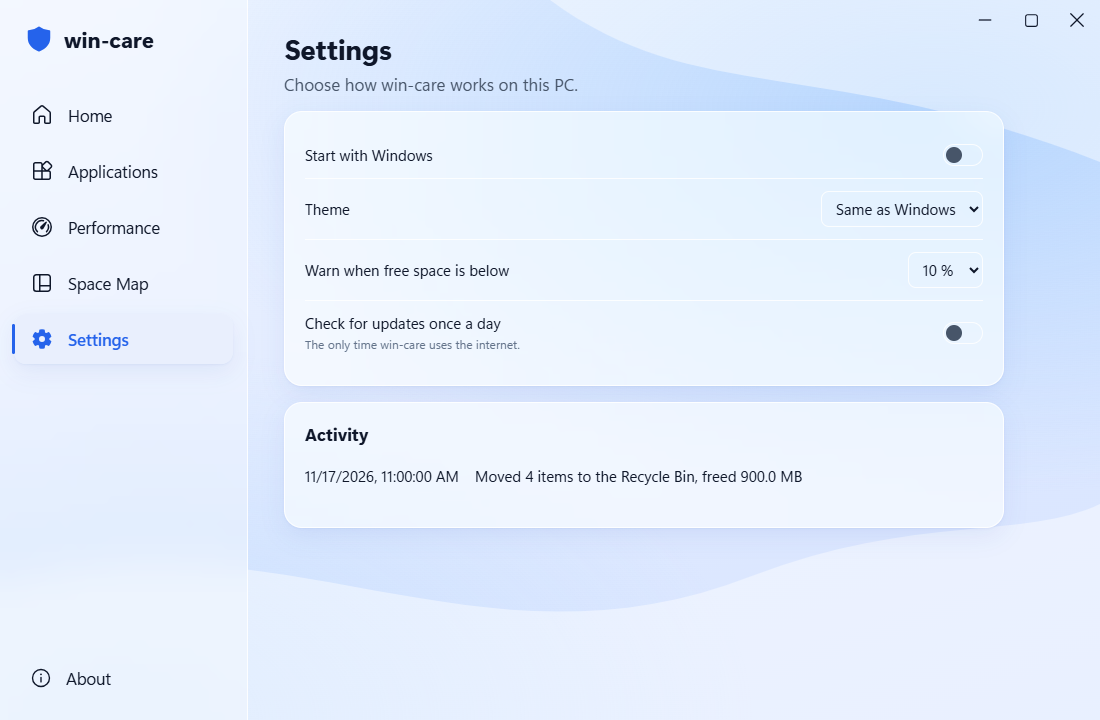 win-care
Home
Applications
Performance
Space Map
Settings
About
Settings
Choose how win-care works on this PC.
Start with Windows
Theme
Same as Windows
Warn when free space is below
10 %
Check for updates once a day
The only time win-care uses the internet.
Activity
11/17/2026, 11:00:00 AM Moved 4 items to the Recycle Bin, freed 900.0 MB